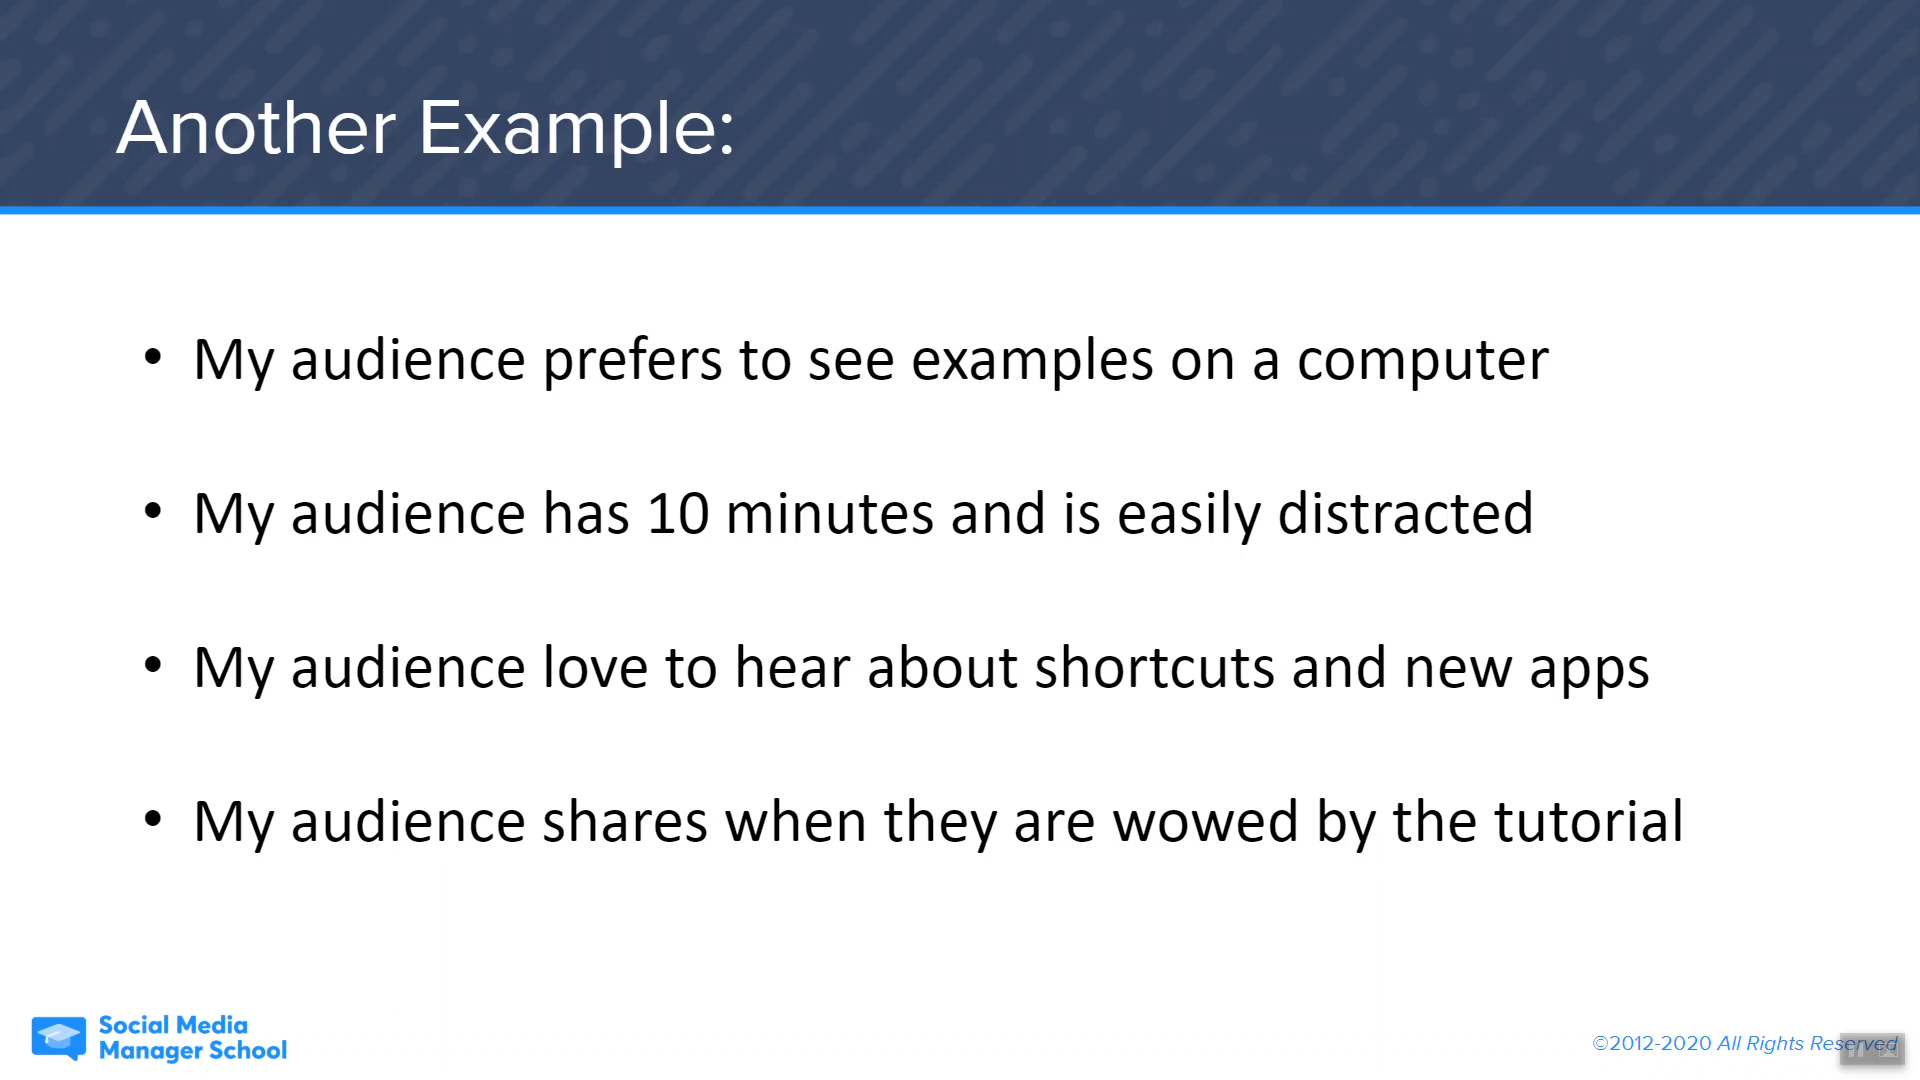 Another Example:
• My audience prefers to see examples on a computer
• My audience has 10 minutes and is easily distracted
• My audience love to hear about shortcuts and new apps
• My audience shares when they are wowed by the tutorial
Social Media
Manager School
©2012-2020 All Rights Reserved